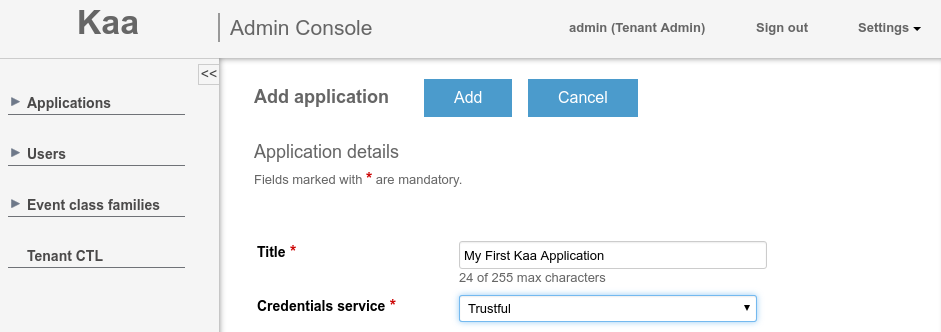 Kaa
Admin Console
admin (Tenant Admin)
Sign out
Settings
<<
Applications
Users
Event class families
Tenant CTL
Add application
Add
Cancel
Application details
Fields marked with * are mandatory.
Title *
My First Kaa Application
24 of 255 max characters
Credentials service *
Trustful